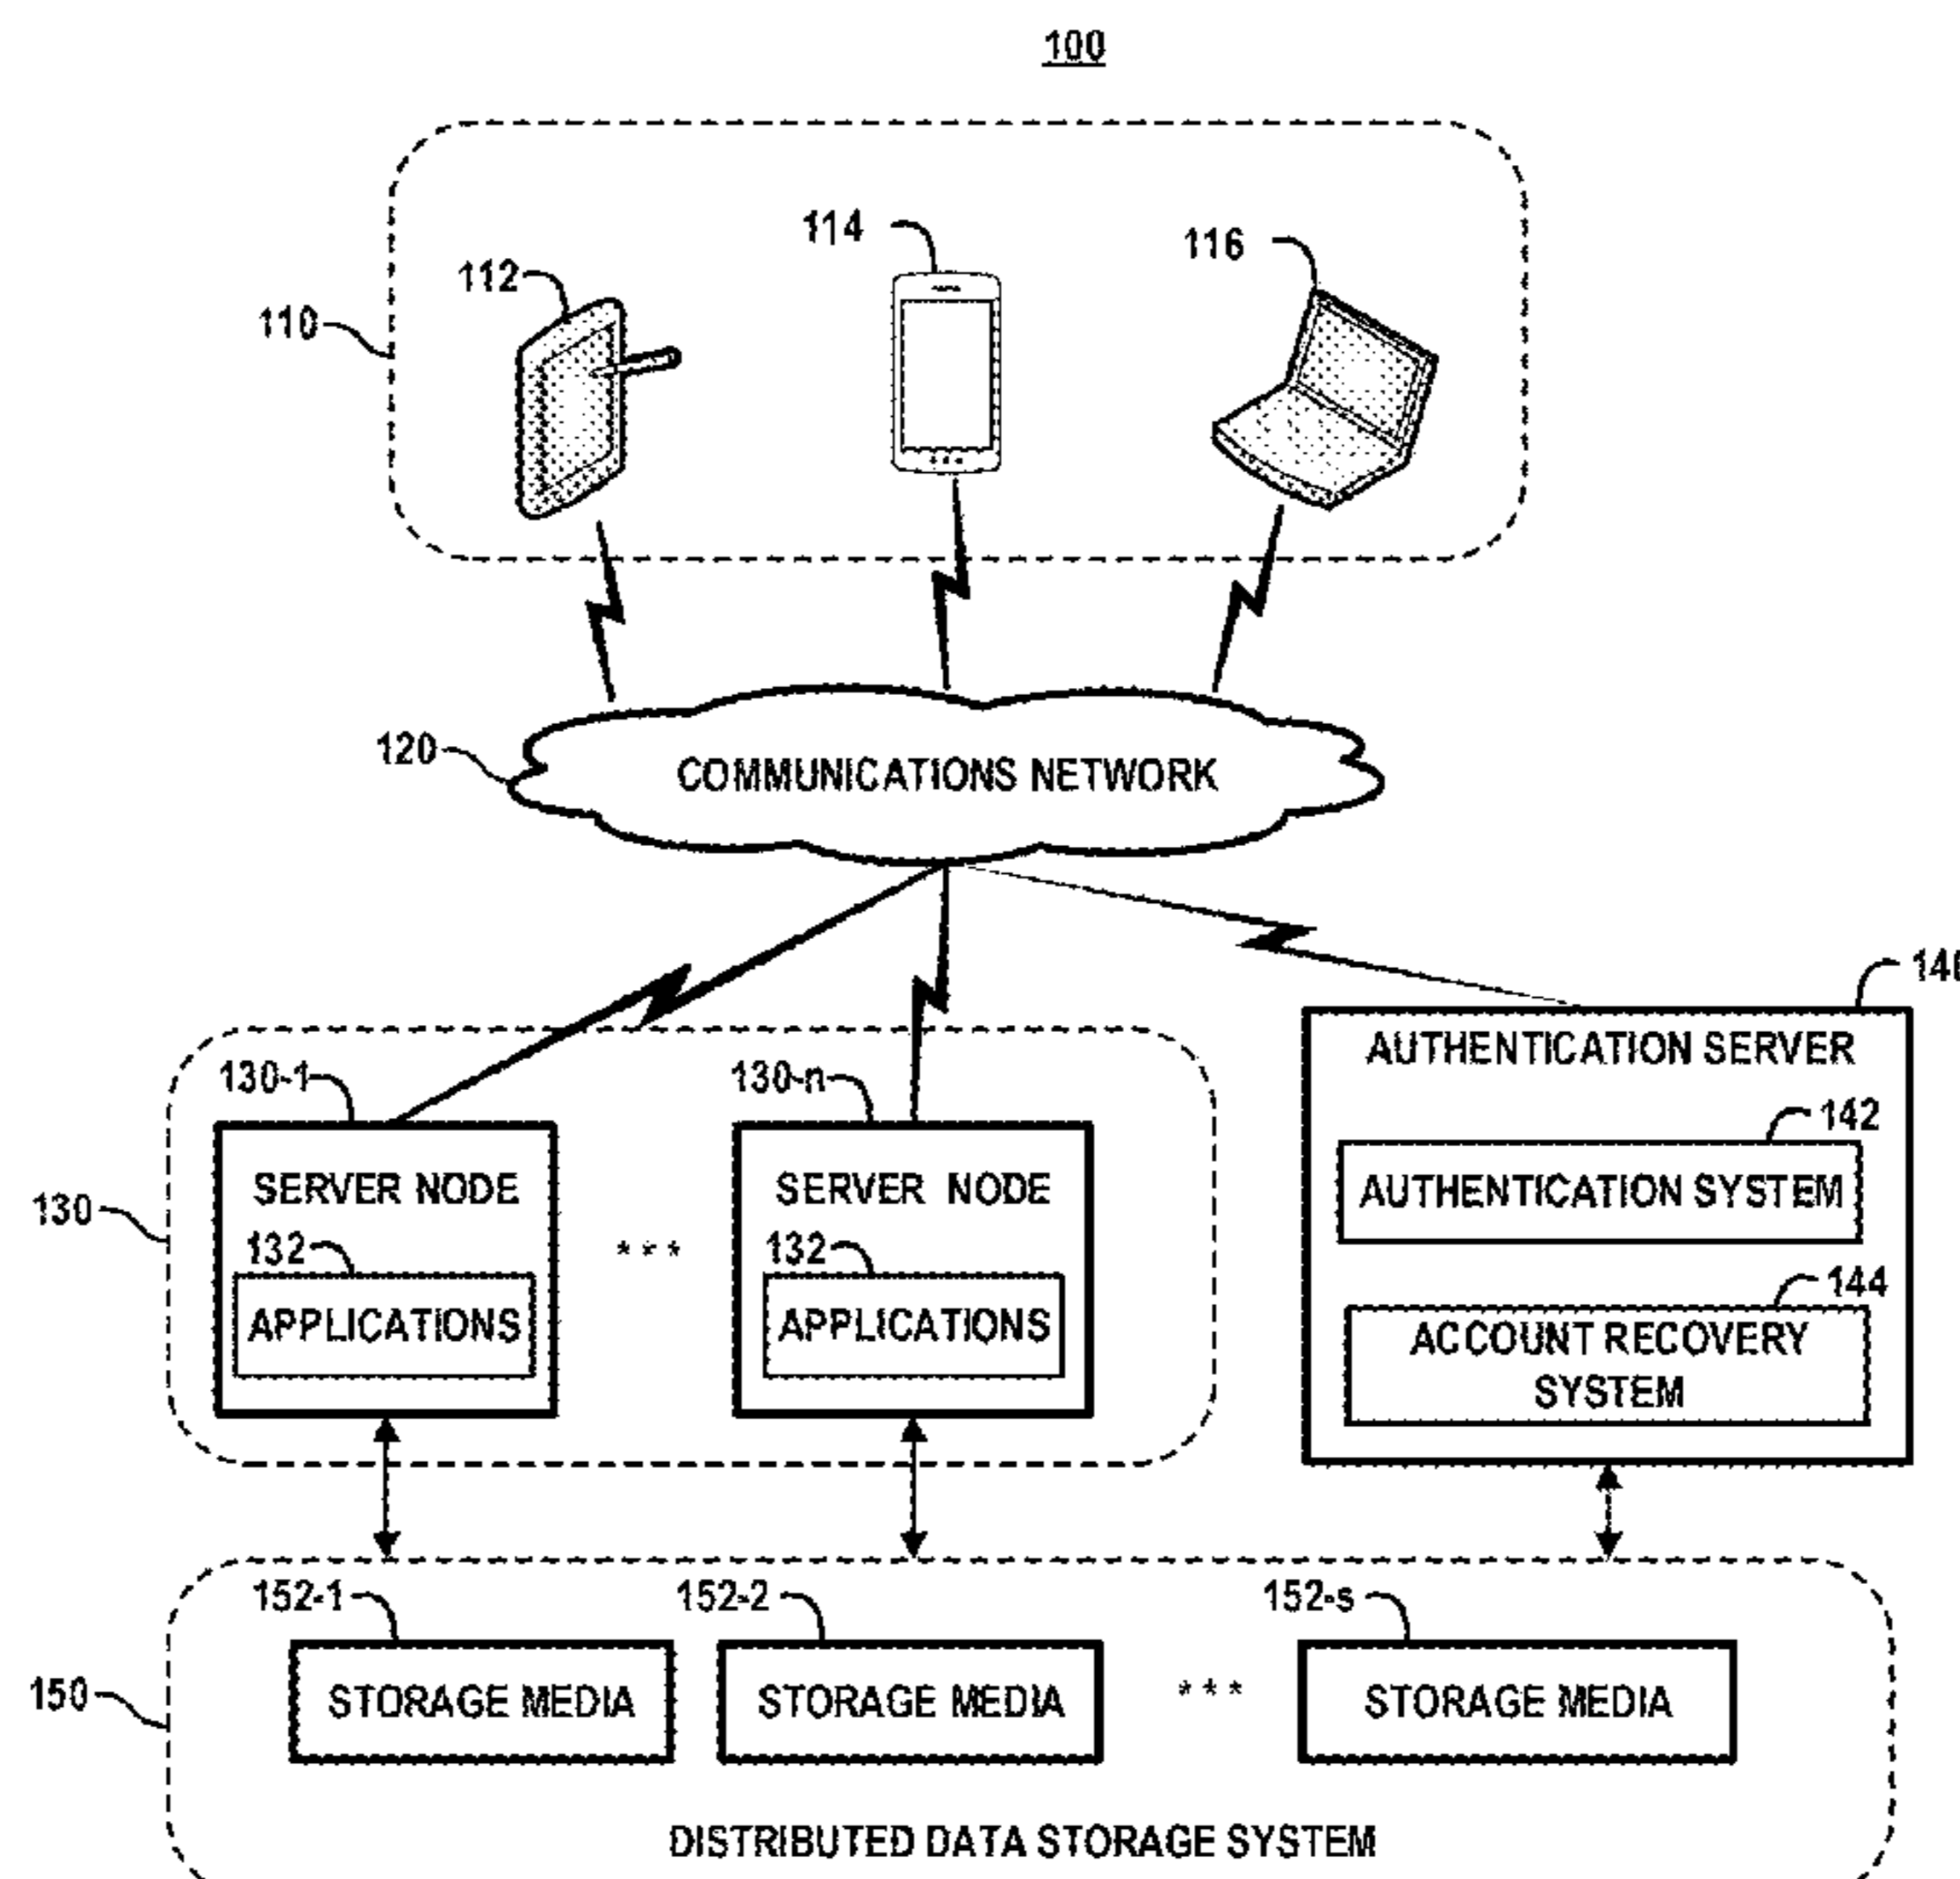 100
114
116
112
110
120
COMMUNICATIONS NETWORK
AUTHENTICATION SERVER
130-1
130-n
142
SERVER NODE
SERVER NODE
AUTHENTICATION SYSTEM
130
132
***
132
144
APPLICATIONS
APPLICATIONS
ACCOUNT RECOVERY
SYSTEM
152-1
152-2
152-s
150
STORAGE MEDIA
STORAGE MEDIA
***
STORAGE MEDIA
DISTRIBUTED DATA STORAGE SYSTEM